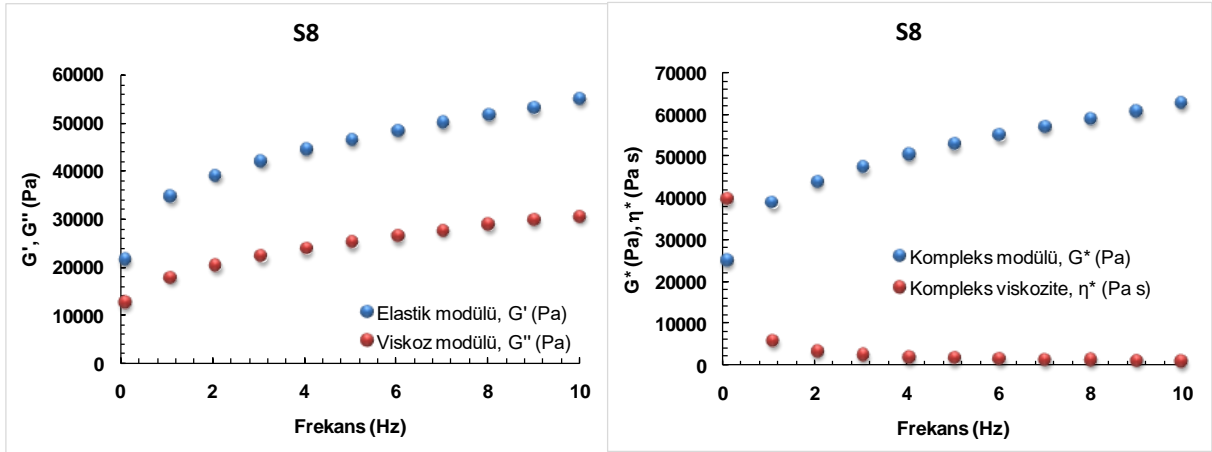 S8
60000
50000
40000
30000
20000
10000
0
G', G'' (Pa)
Elastik modülü, G' (Pa)
Viskoz modülü, G'' (Pa)
0 2 4 6 8 10
Frekans (Hz)
S8
70000
60000
50000
40000
30000
20000
10000
0
G* (Pa), η* (Pa s)
Kompleks modülü, G* (Pa)
Kompleks viskozite, η* (Pa s)
0 2 4 6 8 10
Frekans (Hz)